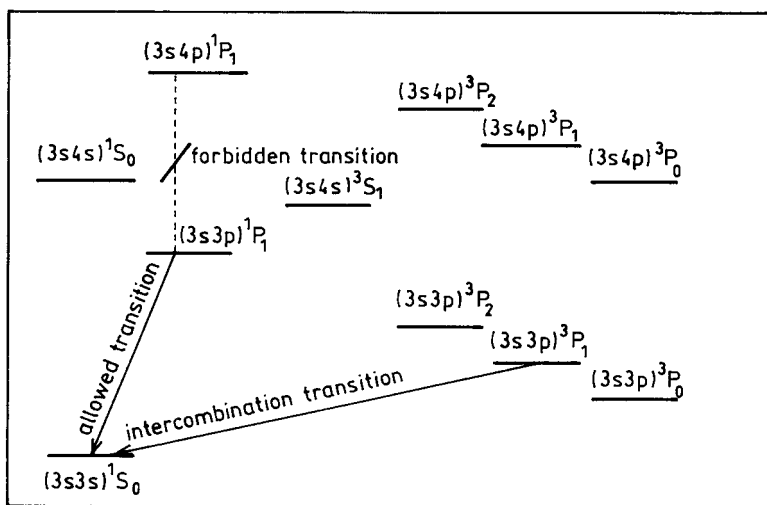 (3s4p)¹P₁
(3s4p)³P₂
(3s4p)³P₁
(3s4s)¹S₀
forbidden transition
(3s4p)³P₀
(3s4s)³S₁
(3s3p)¹P₁
(3s3p)³P₂
(3s3p)³P₁
(3s3p)³P₀
allowed transition
intercombination transition
(3s3s)¹S₀